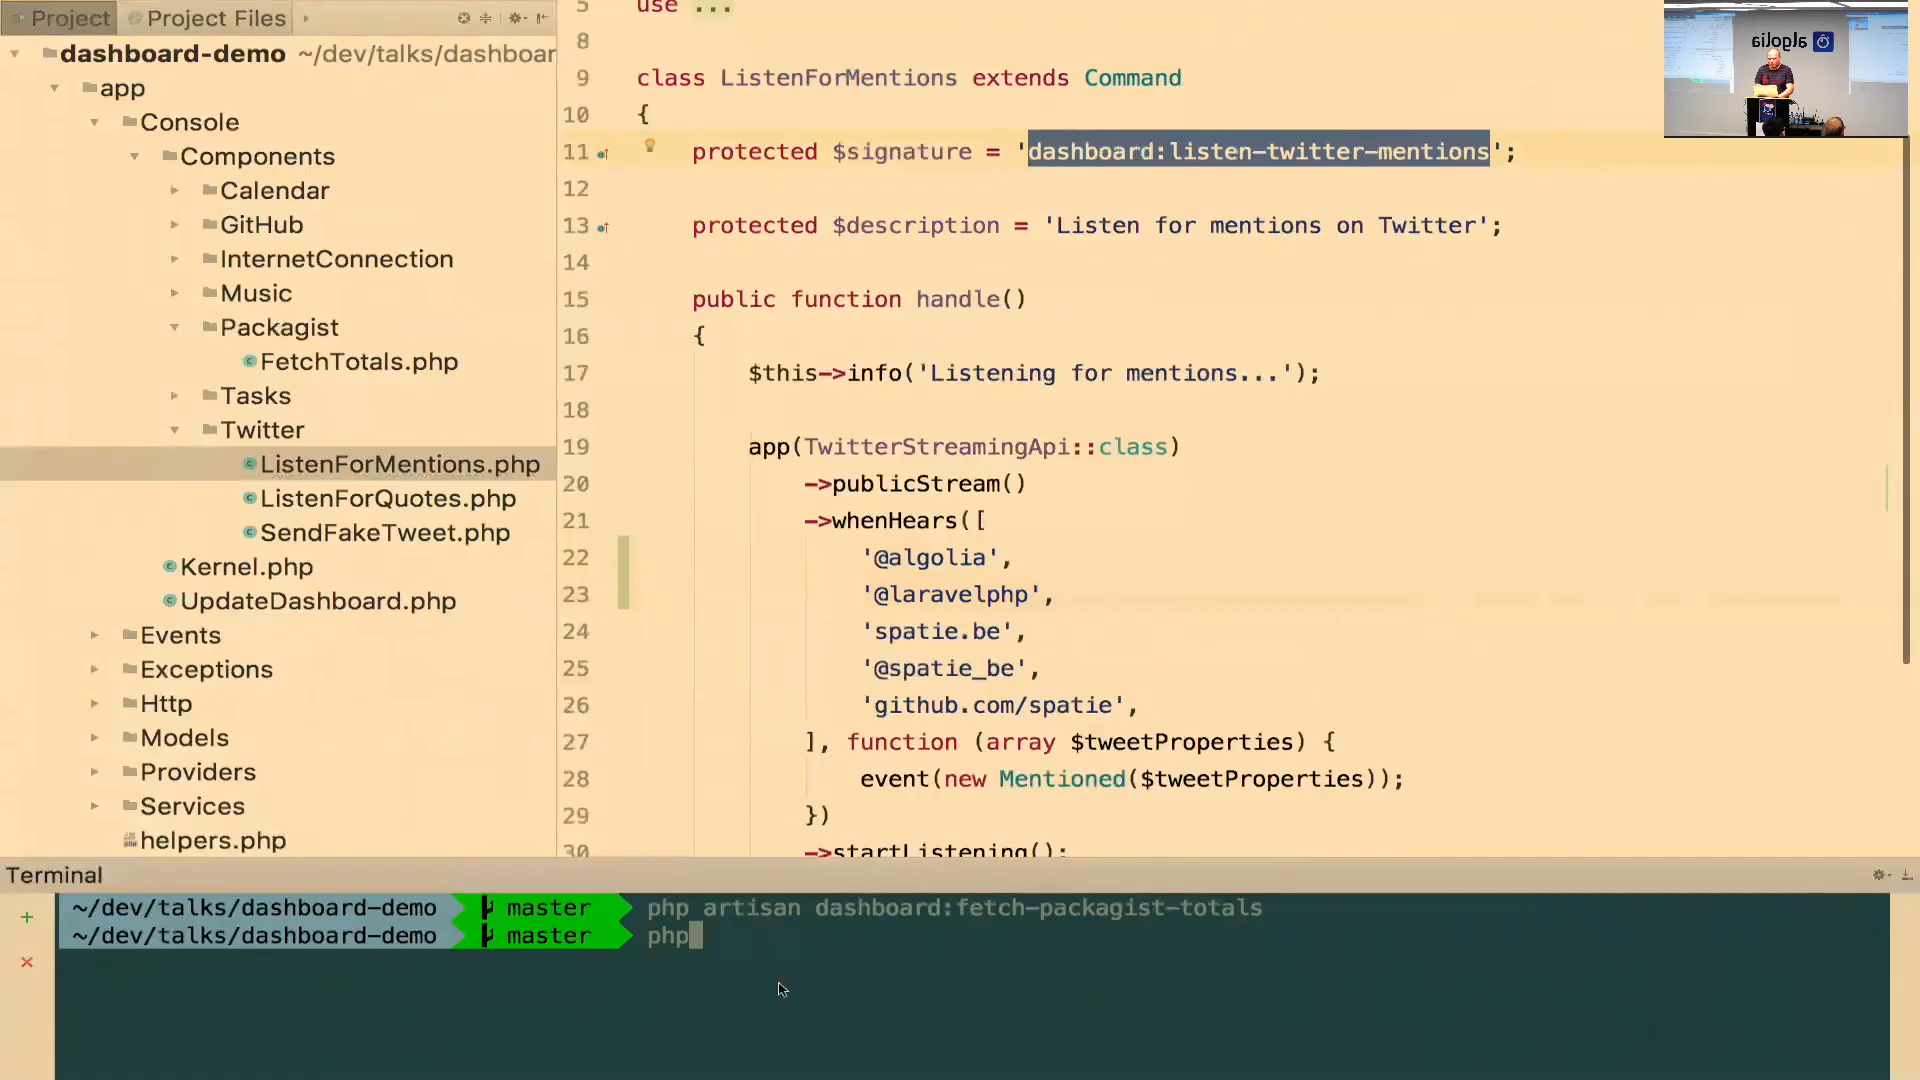 Project
Project Files
dashboard-demo ~/dev/talks/dashboar
app
Console
Components
Calendar
GitHub
InternetConnection
Music
Packagist
FetchTotals.php
Tasks
Twitter
ListenForMentions.php
ListenForQuotes.php
SendFakeTweet.php
Kernel.php
UpdateDashboard.php
Events
Exceptions
Http
Models
Providers
Services
helpers.php
5 use ...
8
9 class ListenForMentions extends Command
10 {
11 protected $signature = 'dashboard:listen-twitter-mentions';
12
13 protected $description = 'Listen for mentions on Twitter';
14
15 public function handle()
16 {
17 $this->info('Listening for mentions...');
18
19 app(TwitterStreamingApi::class)
20 ->publicStream()
21 ->whenHears([
22 '@algolia',
23 '@laravelphp',
24 'spatie.be',
25 '@spatie_be',
26 'github.com/spatie',
27 ], function (array $tweetProperties) {
28 event(new Mentioned($tweetProperties));
29 })
30 ->startListening();
algolia
Terminal
~/dev/talks/dashboard-demo master php artisan dashboard:fetch-packagist-totals
~/dev/talks/dashboard-demo master php